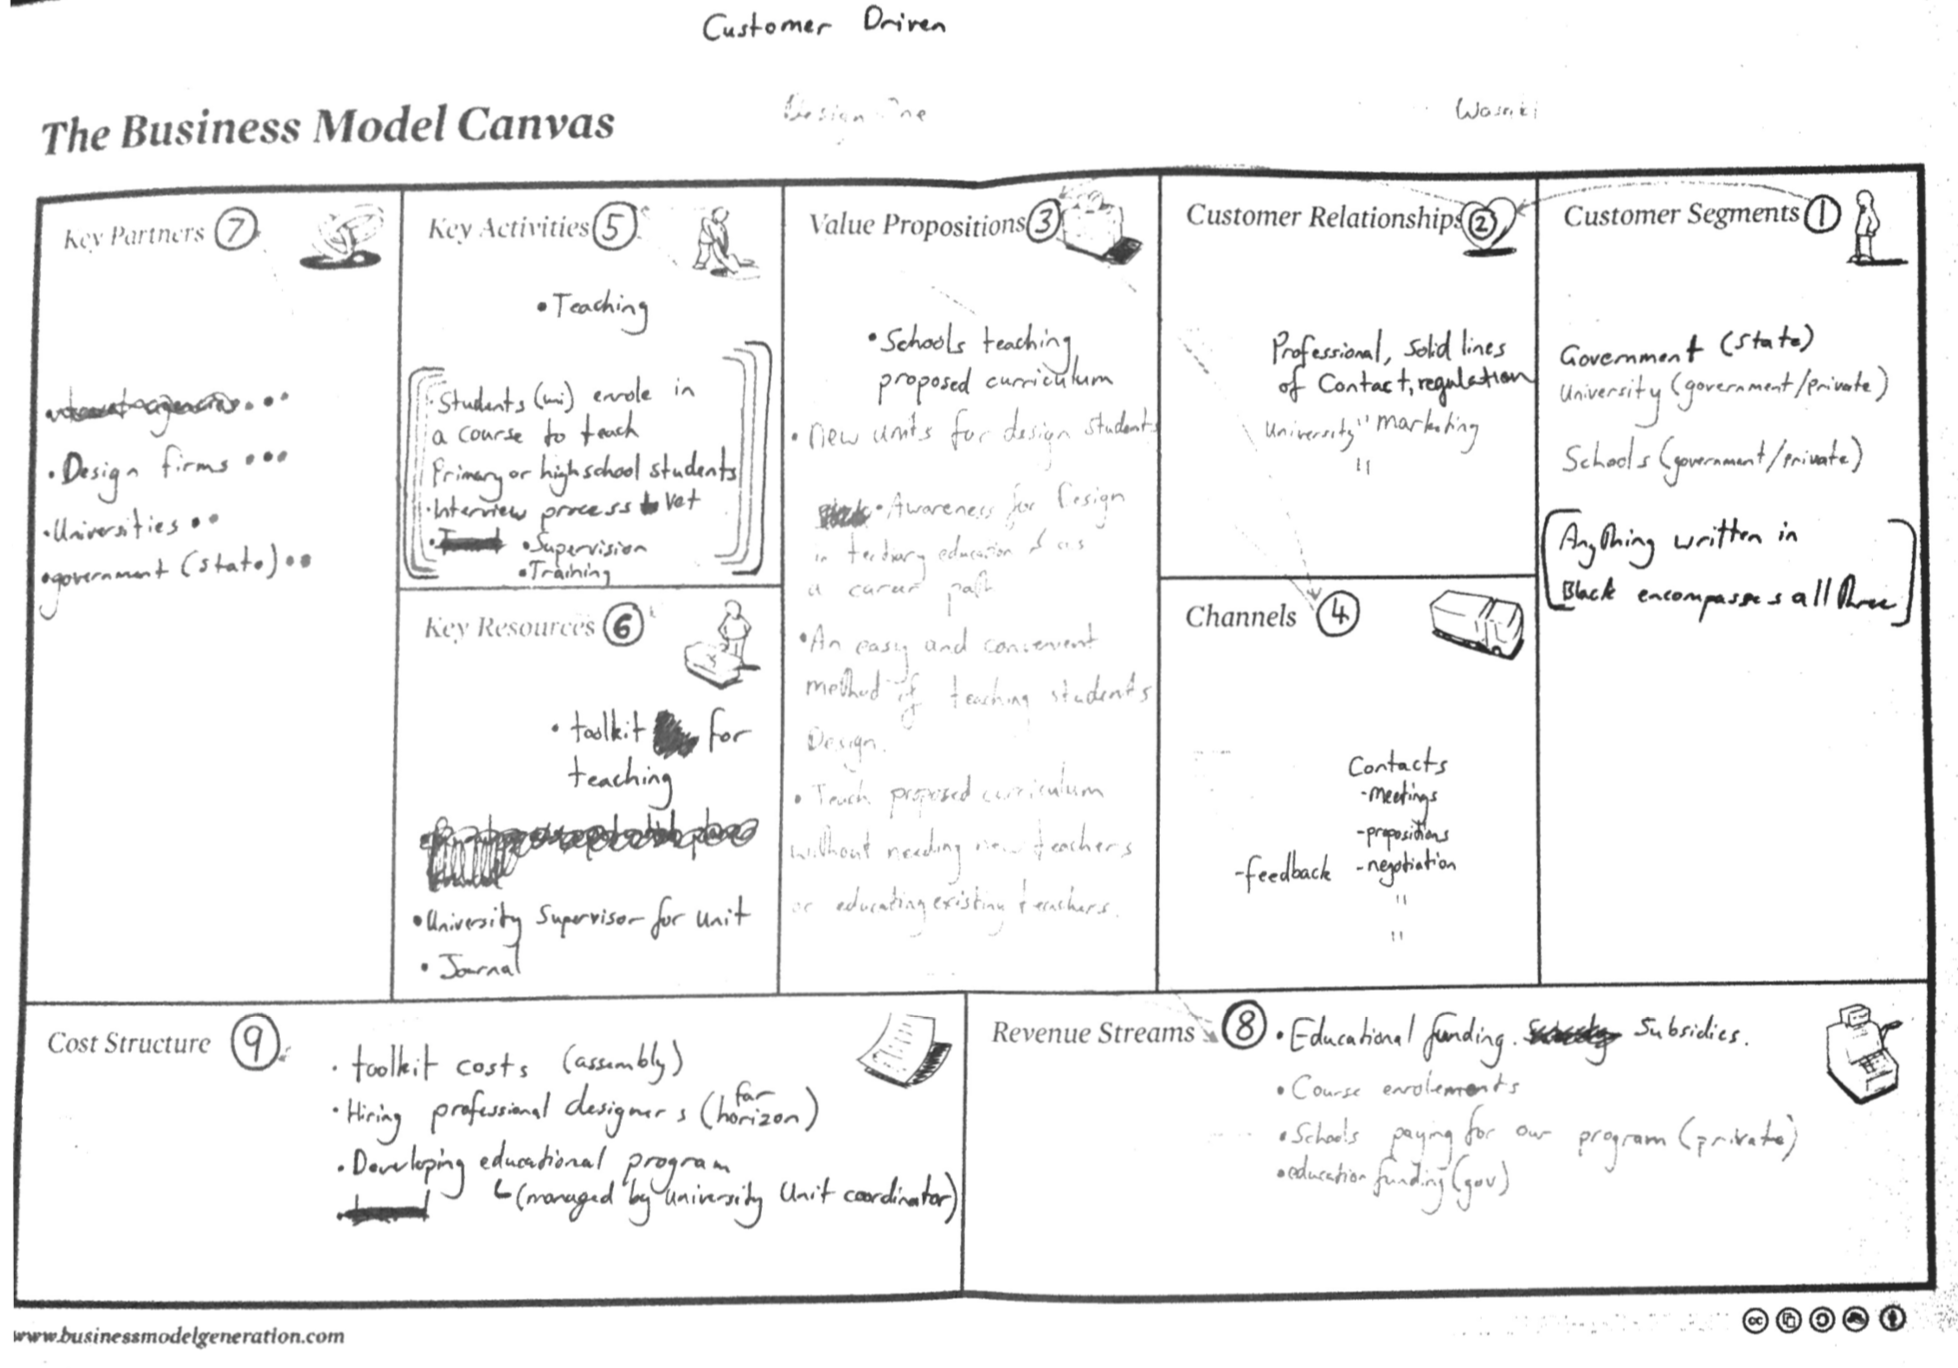 Customer Driven
The Business Model Canvas
Design One
Key Partners 7
• Design firms •••
• Universities ••
• government (state) ••
Key Activities 5
• Teaching
• Students (uni) enrole in
a course to teach
Primary or high school students
• Interview process to Vet
• Supervision
• Training
Key Resources 6
• toolkit for
teaching
• University Supervisor for Unit
• Journal
Value Propositions 3
• Schools teaching
proposed curriculum
• New units for design students
• Awareness for Design
in tertiary education & as
a career path
• An easy and convenient
method of teaching students
Design.
• Teach proposed curriculum
without needing new teachers
or educating existing teachers.
Customer Relationships 2
Professional, Solid lines
of Contact, regulation
University " marketing
"
Channels 4
Contacts
- meetings
- propositions
- feedback - negotiation
"
"
Customer Segments 1
Government (state)
University (government/private)
Schools (government/private)
[Anything written in
Black encompasses all three]
Cost Structure 9
• toolkit costs (assembly)
• Hiring professional designers (far horizon)
• Developing educational program
(managed by University Unit coordinator)
Revenue Streams 8
• Educational funding. Subsidies.
• Course enrolements
• Schools paying for our program (private)
• education funding (gov)
www.businessmodelgeneration.com